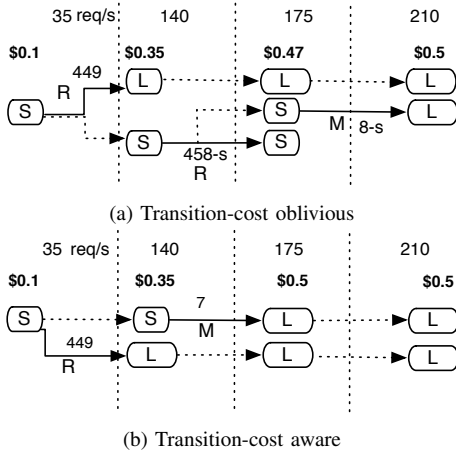 35 req/s 140 175 210
$0.1 $0.35 $0.47 $0.5
449
R L L L
S S
M 8-s L
S S
458-s
R
(a) Transition-cost oblivious
35 req/s 140 175 210
$0.1 $0.35 $0.5 $0.5
7
S S L L
M
449
R L L L
(b) Transition-cost aware